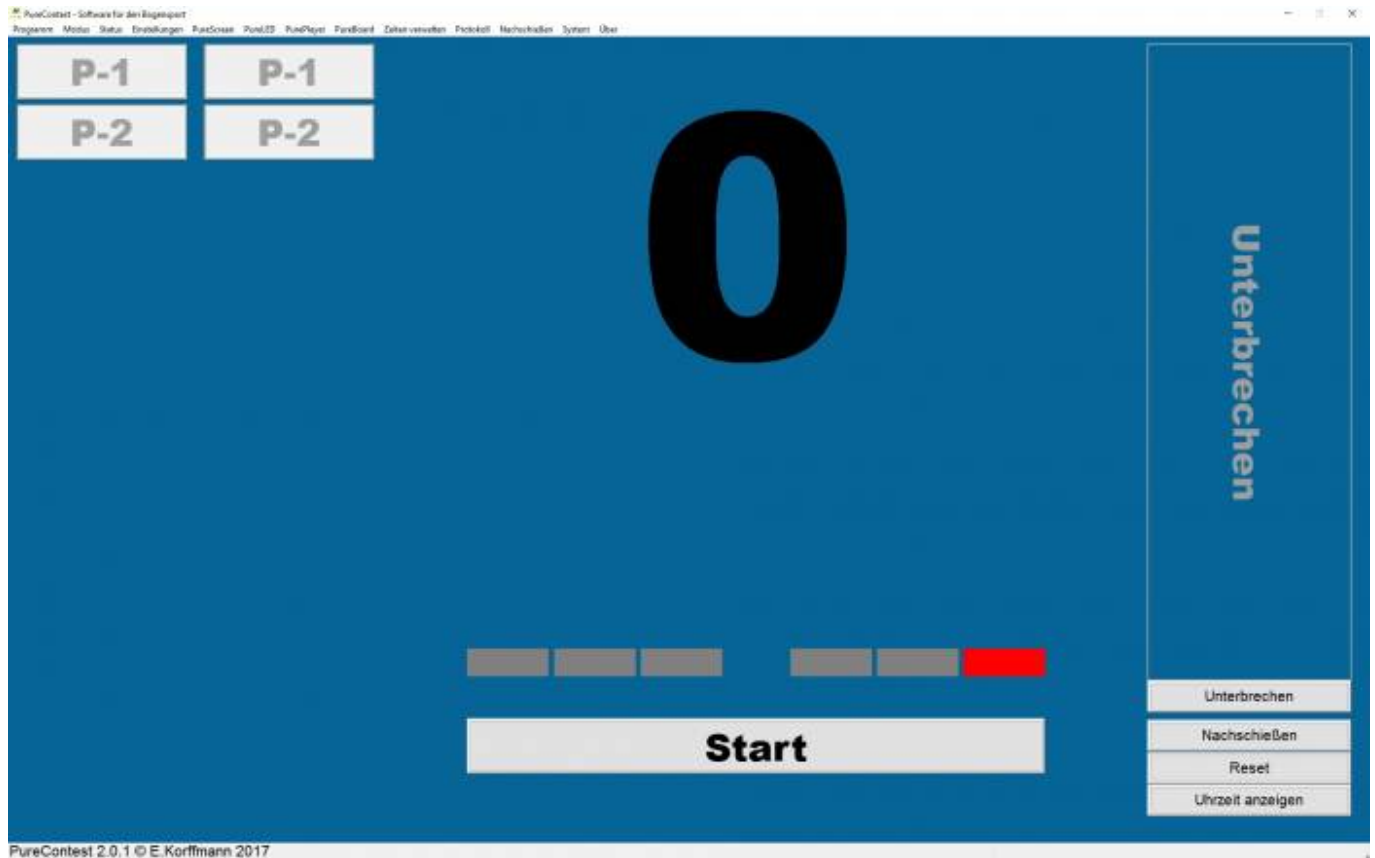 PureContest - Software für den Bogensport
Programm Modus Status Einstellungen PureScreen PureLED PurePlayer PureBoard Zeiten verwalten Protokoll Nachschießen System Über
P-1 P-1
P-2 P-2
0
Unterbrechen
Unterbrechen
Start
Nachschießen
Reset
Uhrzeit anzeigen
PureContest 2.0.1 © E.Korffmann 2017